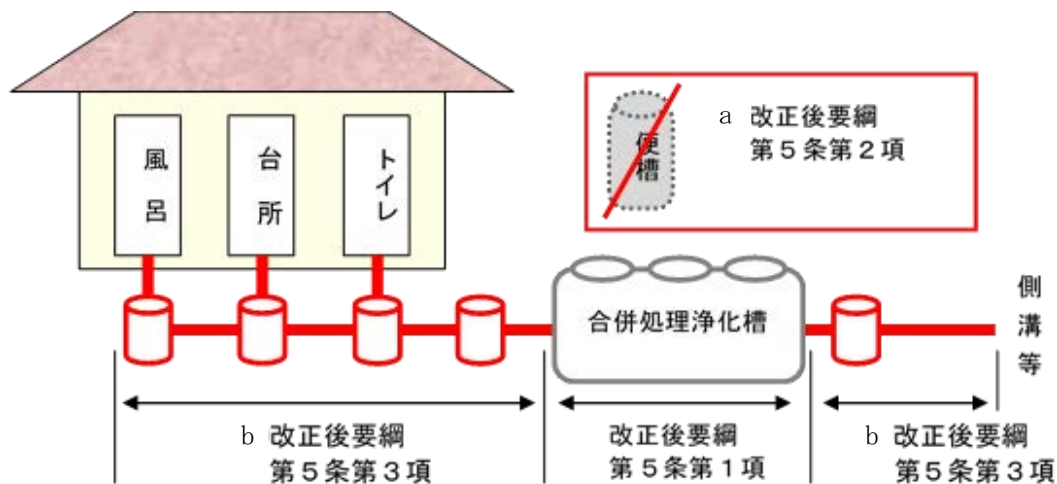 風呂
台所
トイレ
便槽
a 改正後要綱
第5条第2項
合併処理浄化槽
側溝等
b 改正後要綱
第5条第3項
改正後要綱
第5条第1項
b 改正後要綱
第5条第3項